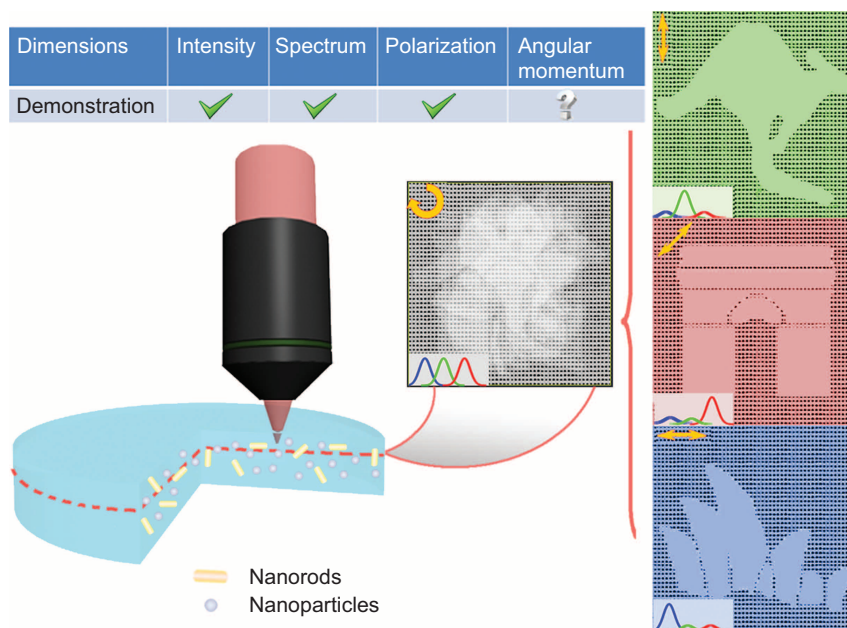 Dimensions Intensity Spectrum Polarization Angular
momentum
Demonstration ?
Nanorods
Nanoparticles